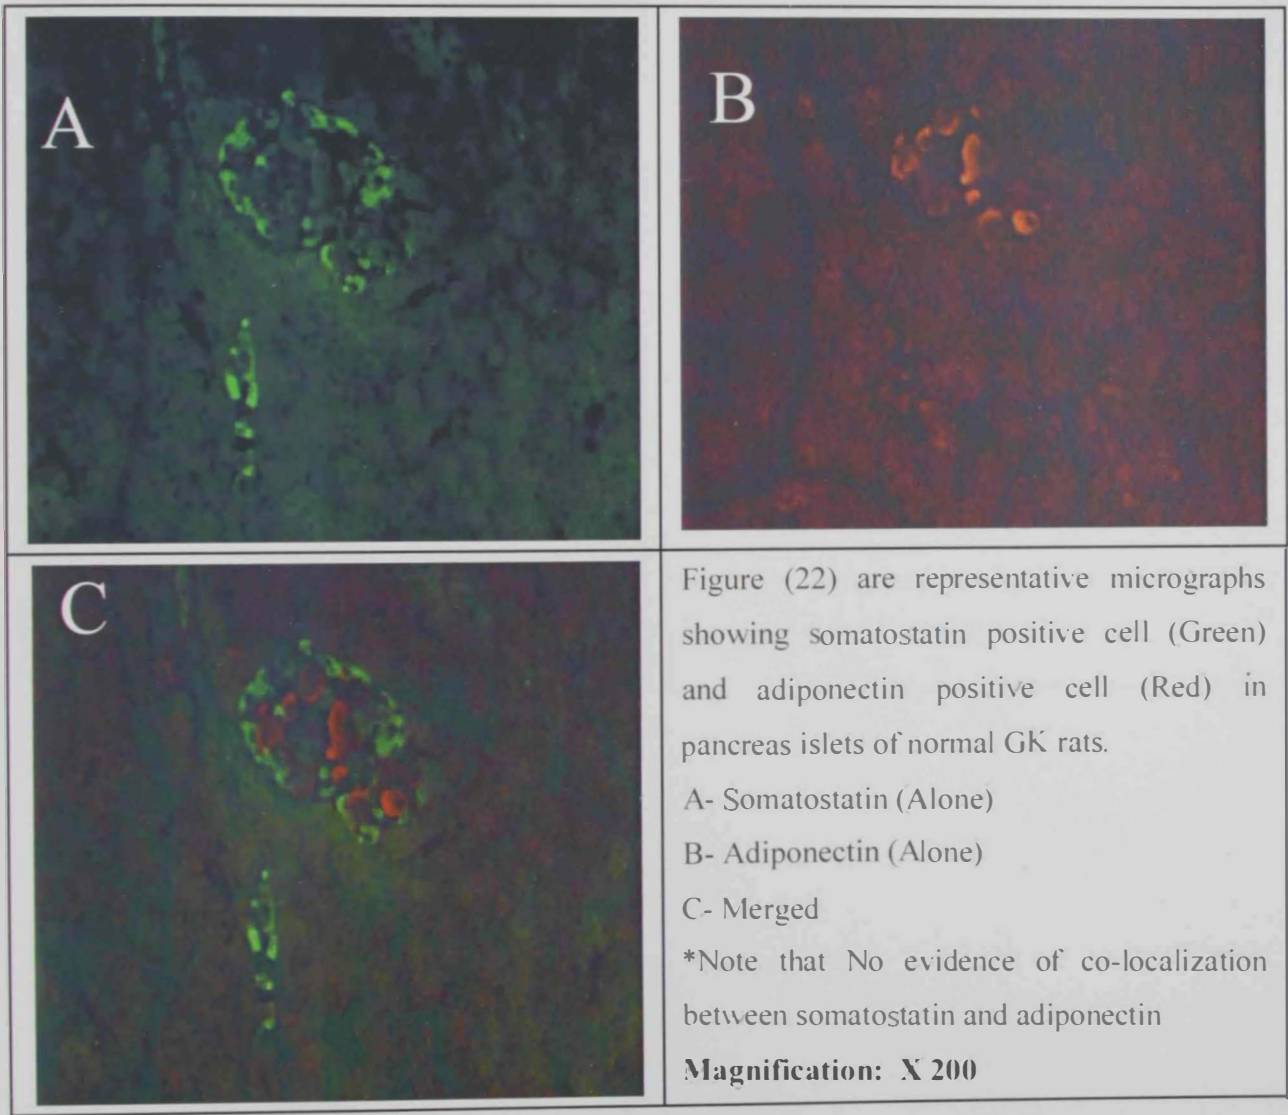 A
B
C
Figure (22) are representative micrographs
showing somatostatin positive cell (Green)
and adiponectin positive cell (Red) in
pancreas islets of normal GK rats.
A- Somatostatin (Alone)
B- Adiponectin (Alone)
C- Merged
*Note that No evidence of co-localization
between somatostatin and adiponectin
Magnification: X 200